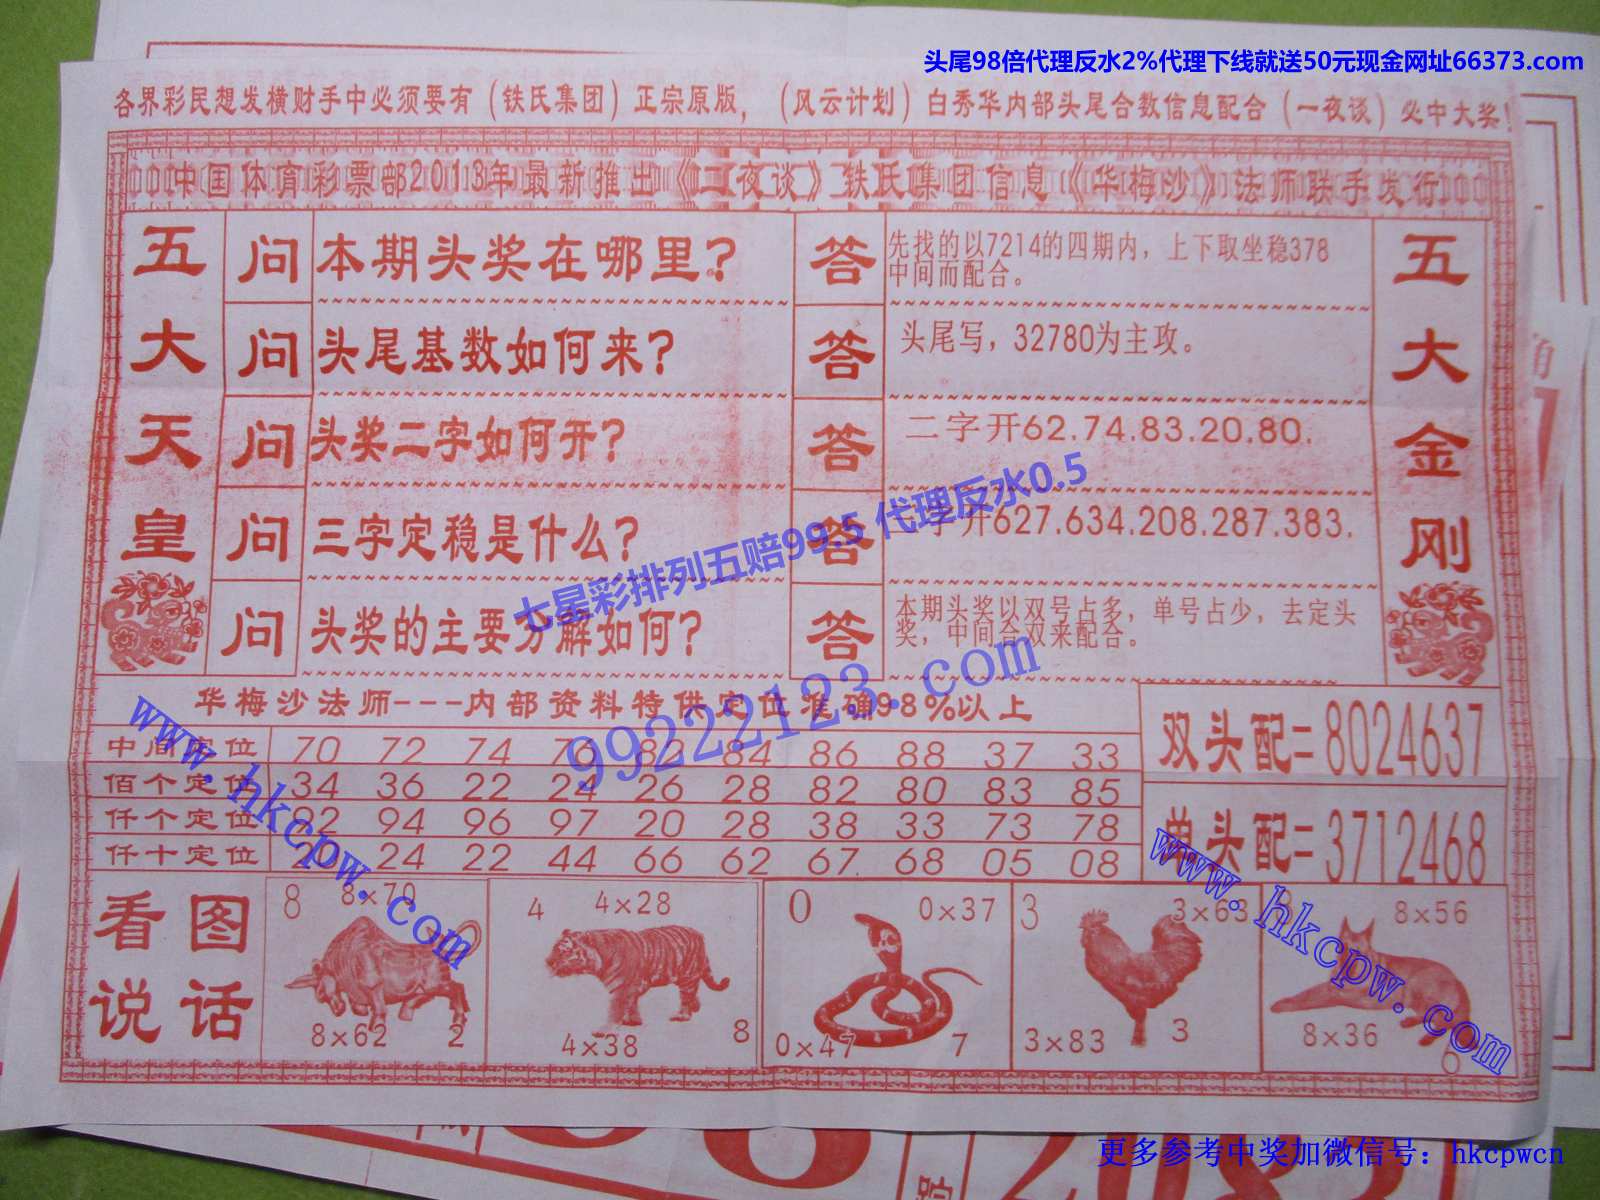 头尾98倍代理反水2%代理下线就送50元现金网址66373.com
各界彩民想发横财手中必须要有（铁氏集团）正宗原版，（风云计划）白秀华内部头尾合数信息配合（一夜谈）必中大奖！
中国体育彩票部2013年最新推出《一夜谈》铁氏集团信息《华梅沙》法师联手发行
五大天皇
问 本期头奖在哪里？ 答 先找的以7214的四期内，上下取坐稳378
中间而配合。
问 头尾基数如何来？ 答 头尾写，32780为主攻。
问 头奖二字如何开？ 答 二字开62.74.83.20.80.
问 三字定稳是什么？ 答 字开627.634.208.287.383.
问 头奖的主要分解如何？ 答 本期头奖以双号占多，单号占少，去定头
奖，中间合双来配合。
五大金刚
七星彩排列五赔99.5 代理反水0.5
99222123.com
华梅沙法师---内部资料特供定位准确98%以上
中间定位 70 72 74 76 82 84 86 88 37 33
佰个定位 34 36 22 24 26 28 82 80 83 85
仟个定位 92 94 96 97 20 28 38 33 73 78
仟十定位 24 22 44 66 62 67 68 05 08
双头配=8024637
单头配=3712468
www.hkcpw.com
www.hkcpw.com
看图
说话
8 8×70
8×62 2
4 4×28
4×38 8
0 0×37
0×47 7
3 3×63
3×83 3
8×56
8×36 6
更多参考中奖加微信号：hkcpwcn